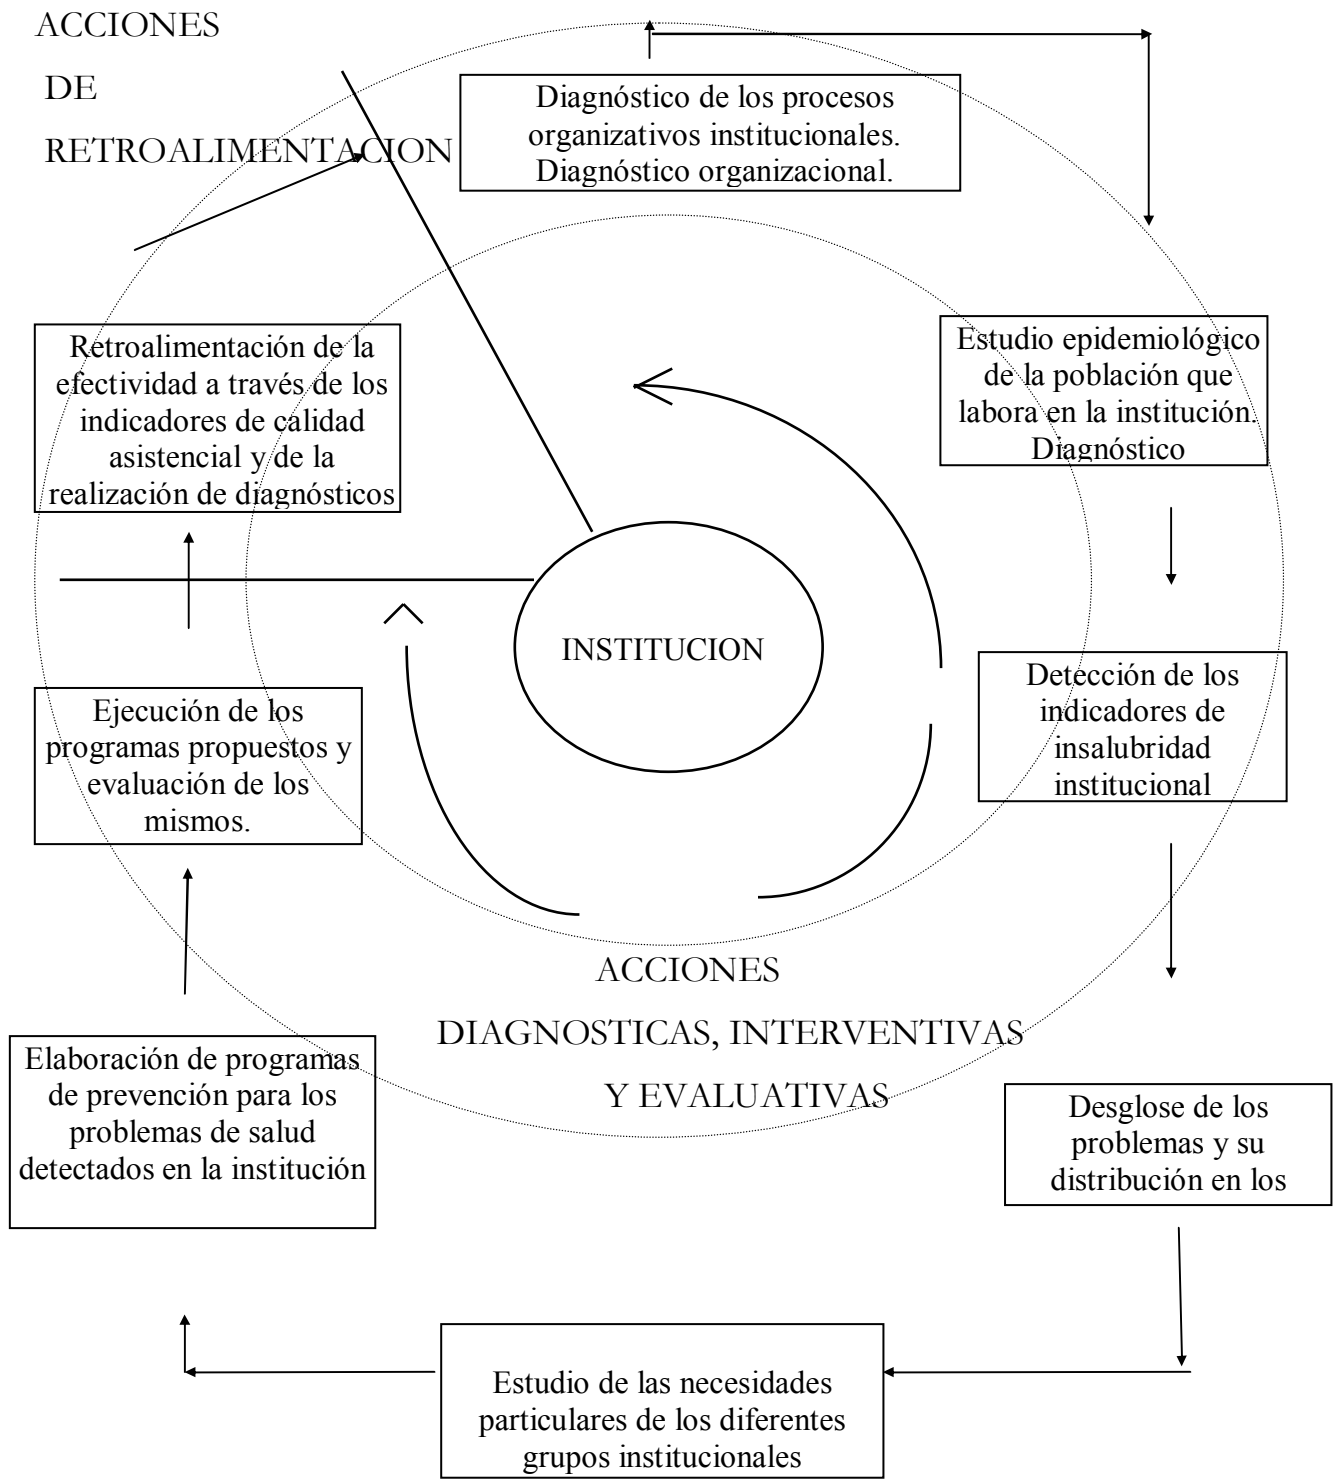 ACCIONES
DE
RETROALIMENTACION
Diagnóstico de los procesos
organizativos institucionales.
Diagnóstico organizacional.
Estudio epidemiológico
de la población que
labora en la institución.
Diagnóstico
Detección de los
indicadores de
insalubridad
institucional
Desglose de los
problemas y su
distribución en los
Estudio de las necesidades
particulares de los diferentes
grupos institucionales
Elaboración de programas
de prevención para los
problemas de salud
detectados en la institución
Ejecución de los
programas propuestos y
evaluación de los
mismos.
Retroalimentación de la
efectividad a través de los
indicadores de calidad
asistencial y de la
realización de diagnósticos
INSTITUCION
ACCIONES
DIAGNOSTICAS, INTERVENTIVAS
Y EVALUATIVAS